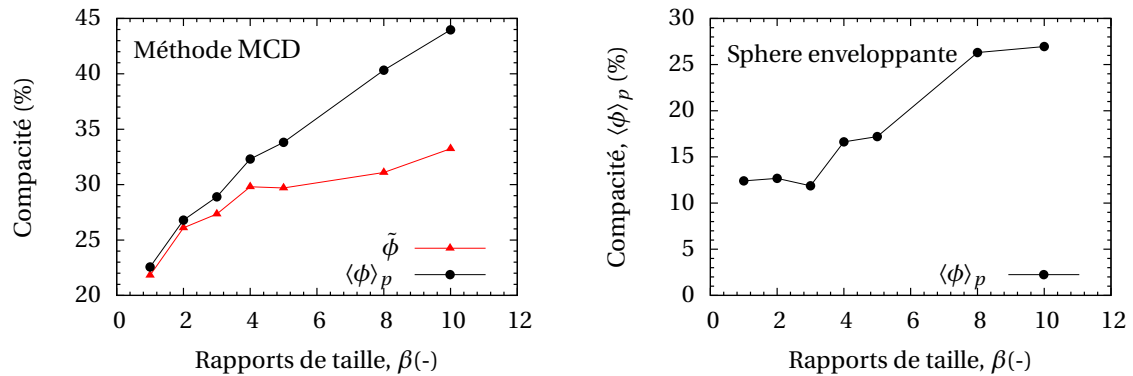 Méthode MCD
Compacité (%)
45
40
35
30
25
20
0 2 4 6 8 10 12
Rapports de taille, β(-)
ϕ̃
⟨ϕ⟩p
Sphere enveloppante
Compacité, ⟨ϕ⟩p (%)
30
25
20
15
10
5
0
0 2 4 6 8 10 12
Rapports de taille, β(-)
⟨ϕ⟩p